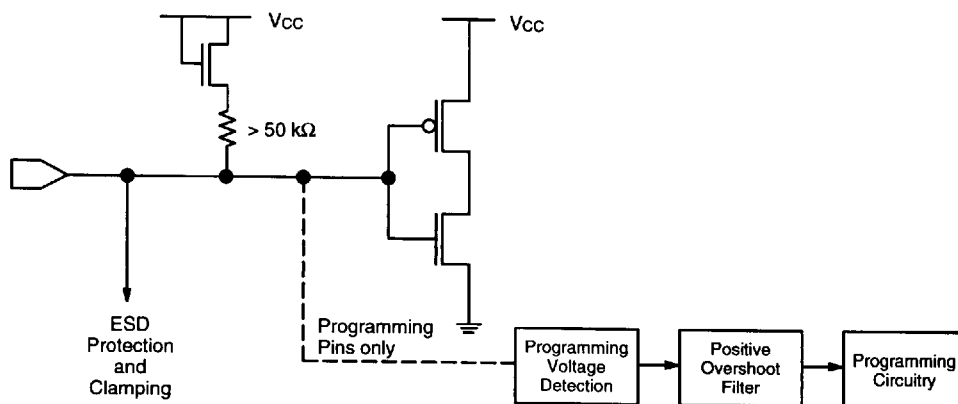 VCC
VCC
> 50 kΩ
ESD
Protection
and
Clamping
Programming
Pins only
Programming
Voltage
Detection
Positive
Overshoot
Filter
Programming
Circuitry